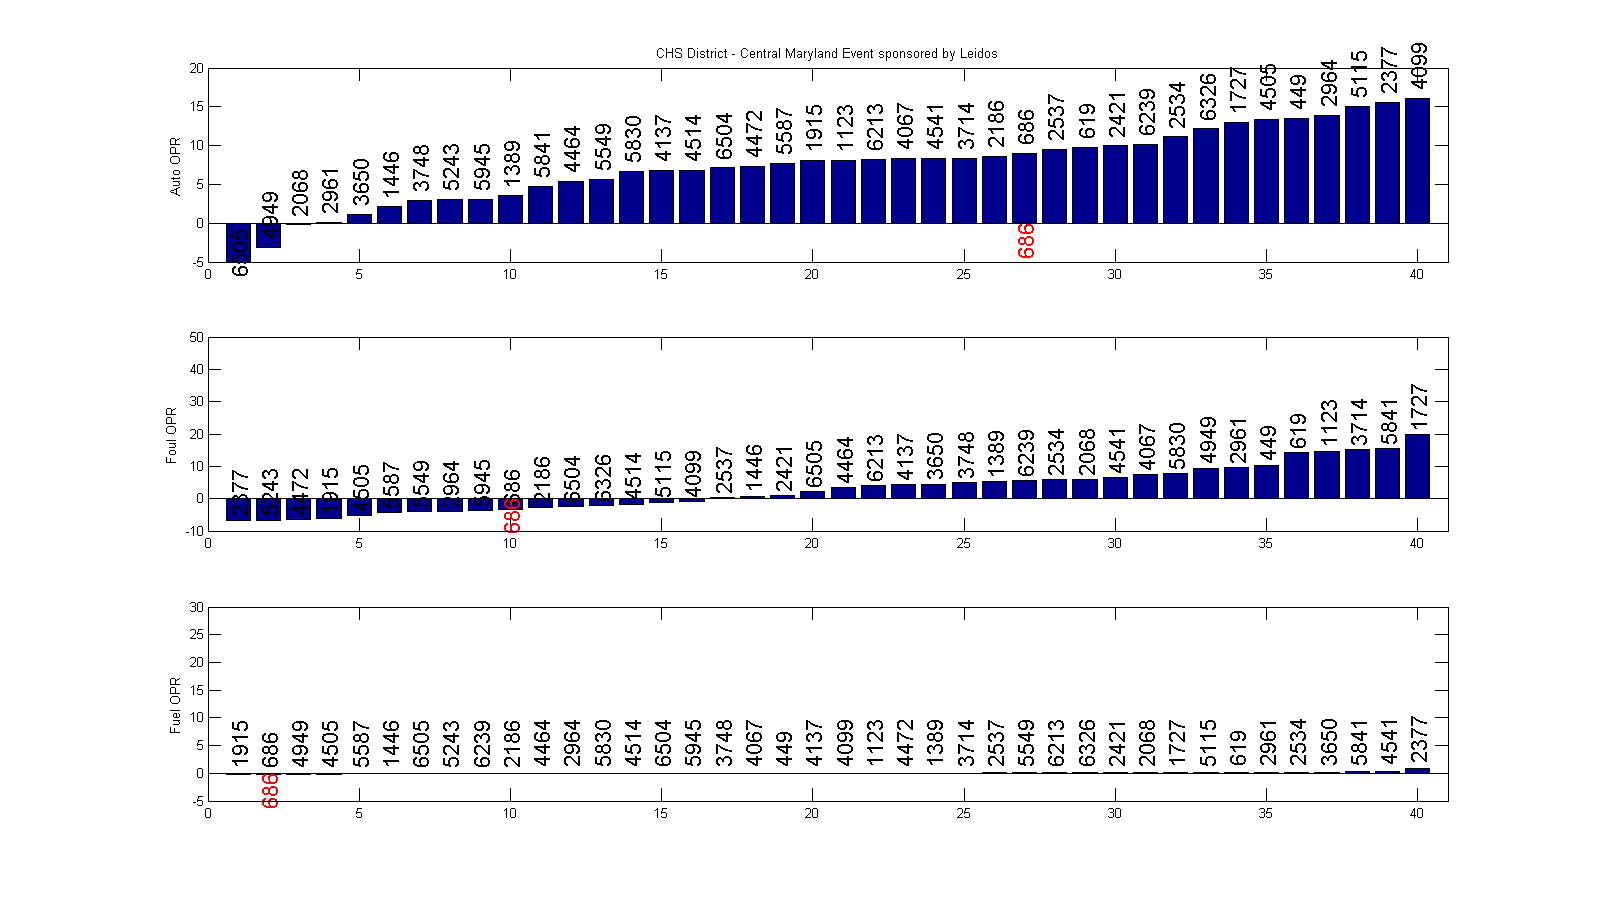 CHS District - Central Maryland Event sponsored by Leidos
Auto OPR
20
15
10
5
0
-5
6505 4949 2068 2961 3650 1446 3748 5243 5945 1389 5841 4464 5549 5830 4137 4514 6504 4472 5587 1915 1123 6213 4067 4541 3714 2186 686 2537 619 2421 6239 2534 6326 1727 4505 449 2964 5115 2377 4099
686
0 5 10 15 20 25 30 35 40
Foul OPR
50
40
30
20
10
0
-10
2377 5243 4472 1915 4505 5587 5549 2964 5945 686 2186 6504 6326 4514 5115 4099 2537 1446 2421 6505 4464 6213 4137 3650 3748 1389 6239 2534 2068 4541 4067 5830 4949 2961 449 619 1123 3714 5841 1727
686
0 5 10 15 20 25 30 35 40
Fuel OPR
30
25
20
15
10
5
0
-5
1915 686 4949 4505 5587 1446 6505 5243 6239 2186 4464 2964 5830 4514 6504 5945 3748 4067 449 4137 4099 1123 4472 1389 3714 2537 5549 6213 6326 2421 2068 1727 5115 619 2961 2534 3650 5841 4541 2377
686
0 5 10 15 20 25 30 35 40